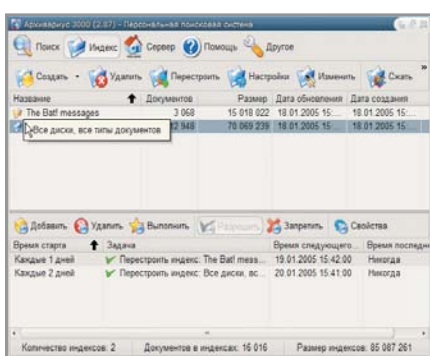 Архивариус 3000 (2.87) - Персональная поисковая система
Поиск Индекс Сервер Помощь Другое
Создать Удалить Перестроить Настройки Изменить Сжать »
Название Документов Размер Дата обновления Дата создания
The Bat! messages 3 068 15 018 022 18.01.2005 15:... 18.01.2005 15:...
Все диски, все типы документов 12 948 70 069 239 18.01.2005 15:... 18.01.2005 15:...
Добавить Удалить Выполнить Разрешить Запретить Свойства
Время старта Задача Время следующего... Время последн
Каждые 1 дней Перестроить индекс: The Bat! mess... 19.01.2005 15:42:00 Никогда
Каждые 2 дней Перестроить индекс: Все диски, вс... 20.01.2005 15:41:00 Никогда
Количество индексов: 2 Документов в индексах: 16 016 Размер индексов: 85 087 261